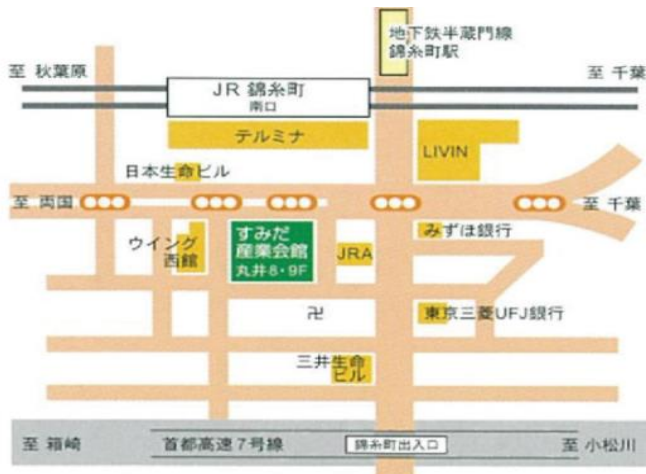 地下鉄半蔵門線
錦糸町駅
至 秋葉原
JR 錦糸町
南口
至 千葉
テルミナ
LIVIN
日本生命ビル
至 両国
至 千葉
ウイング
西館
すみだ
産業会館
丸井8・9F
JRA
みずほ銀行
卍
東京三菱UFJ銀行
三井生命
ビル
至 箱崎
首都高速7号線
錦糸町出入口
至 小松川